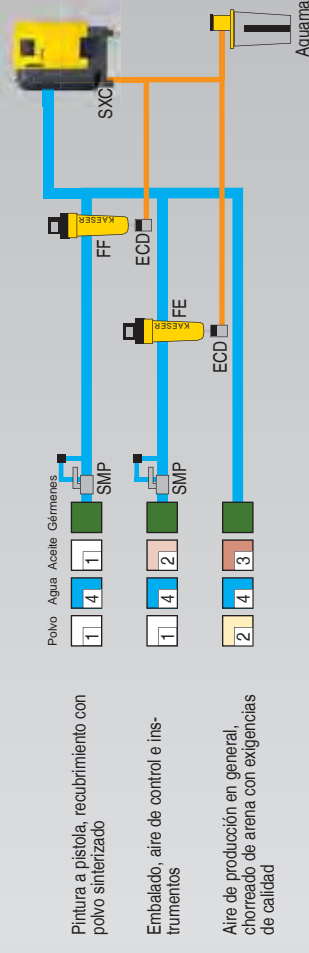 Polvo Agua Aceite Gérmenes
Pintura a pistola, recubrimiento con
polvo sinterizado
1 4 1
SMP
FF
KAESER
ECD
SXC
Embalado, aire de control e ins-
trumentos
1 4 2
SMP
FE
KAESER
ECD
Aire de producción en general,
chorreado de arena con exigencias
de calidad
2 4 3
Aquama